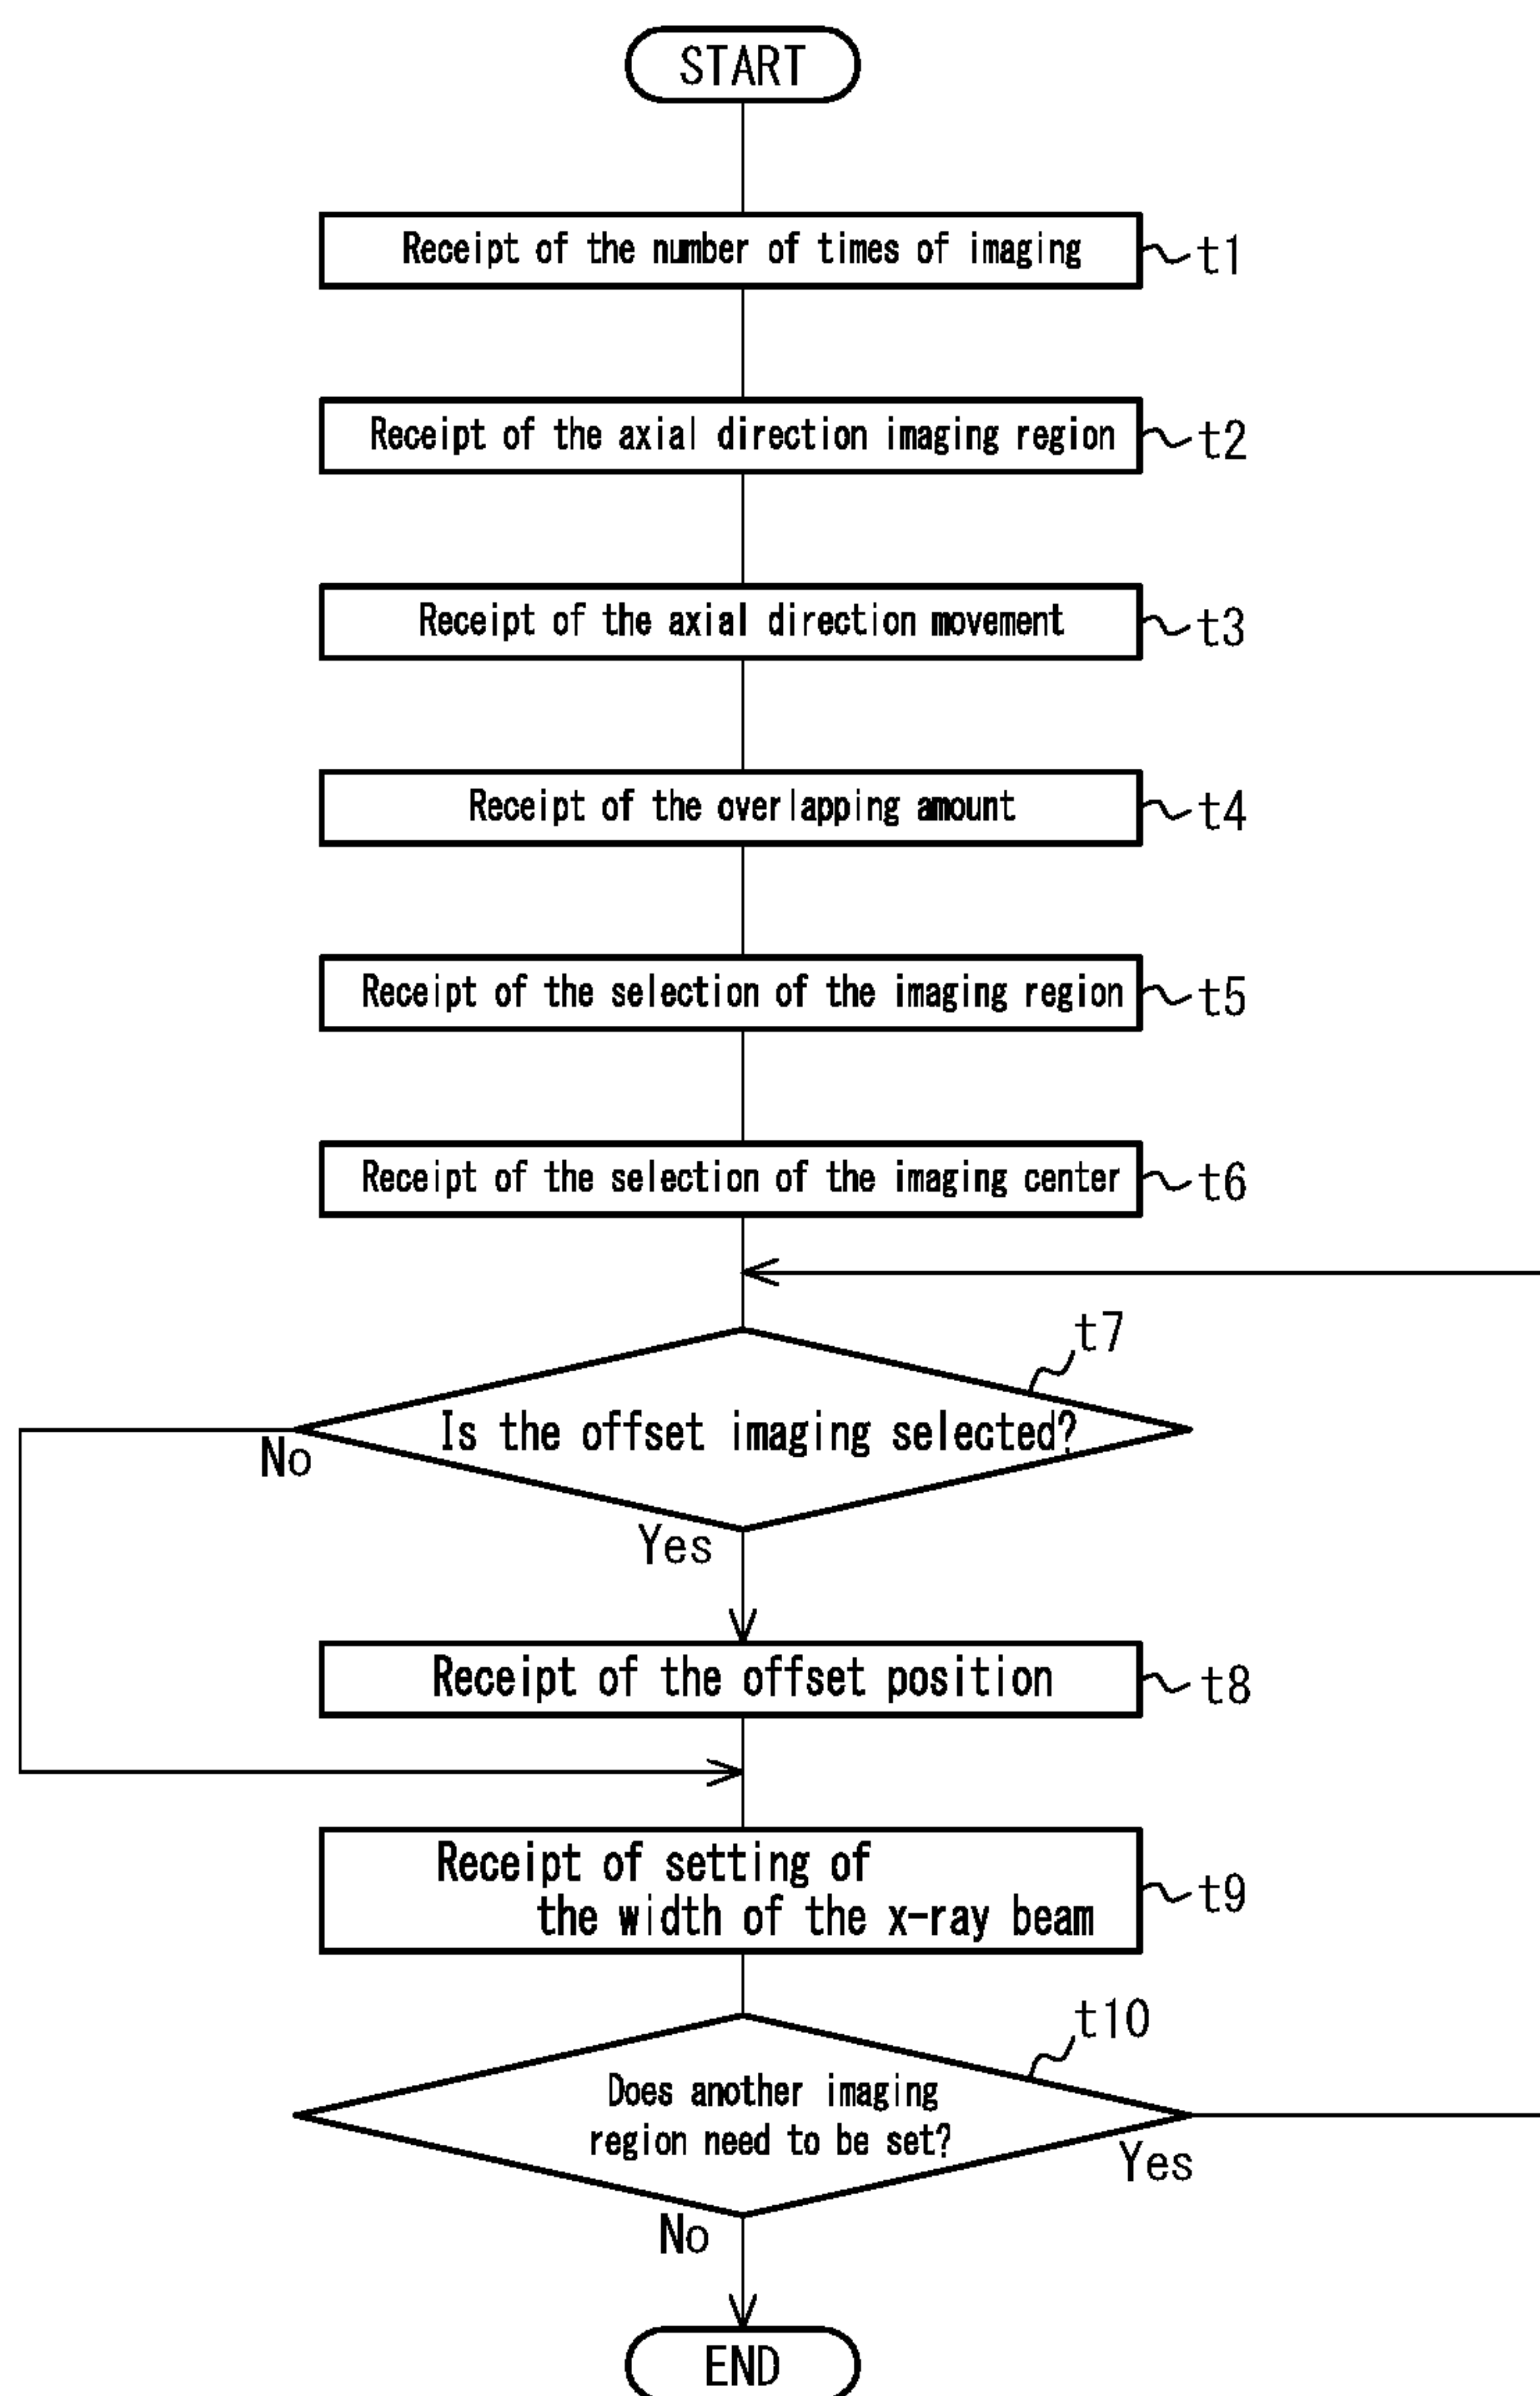 START
Receipt of the number of times of imaging
t1
Receipt of the axial direction imaging region
t2
Receipt of the axial direction movement
t3
Receipt of the overlapping amount
t4
Receipt of the selection of the imaging region
t5
Receipt of the selection of the imaging center
t6
t7
Is the offset imaging selected?
No
Yes
Receipt of the offset position
t8
Receipt of setting of
the width of the x-ray beam
t9
t10
Does another imaging
region need to be set?
Yes
No
END